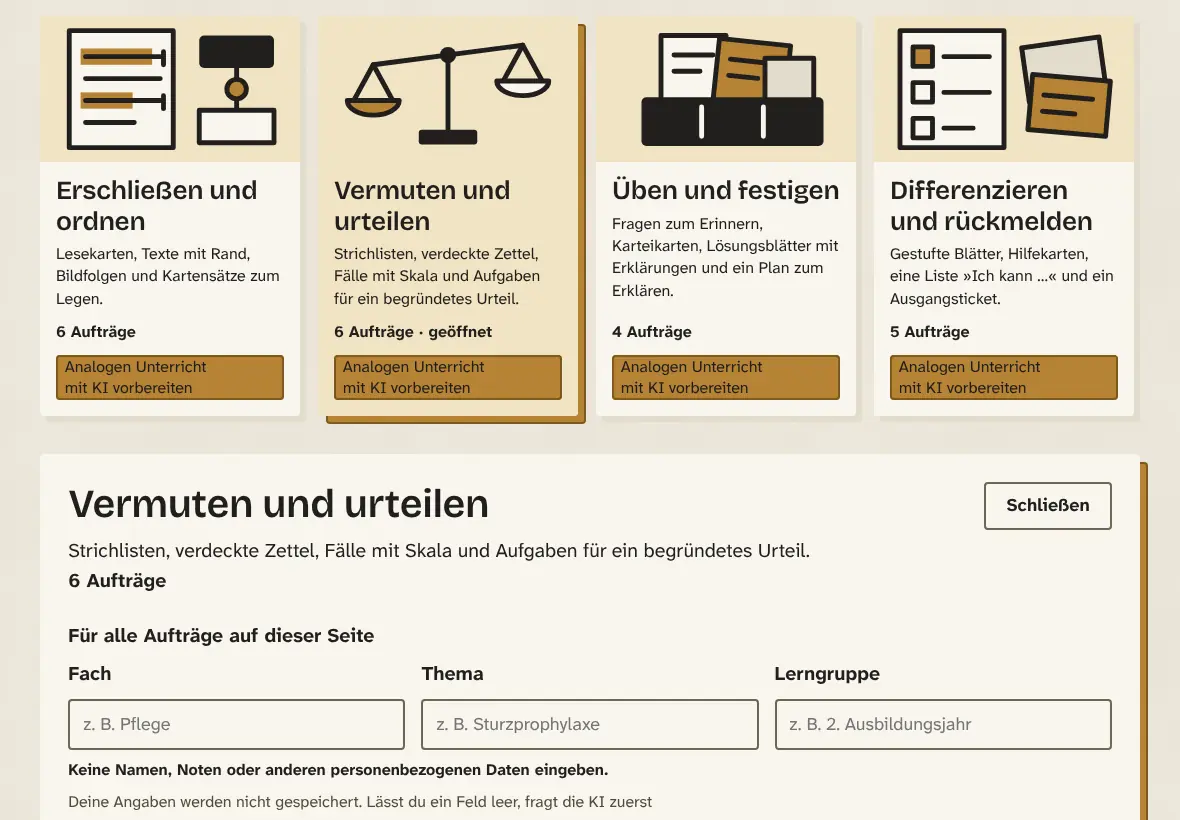 Erschließen und
ordnen
Lesekarten, Texte mit Rand,
Bildfolgen und Kartensätze zum
Legen.
6 Aufträge
Analogen Unterricht
mit KI vorbereiten
Vermuten und
urteilen
Strichlisten, verdeckte Zettel,
Fälle mit Skala und Aufgaben
für ein begründetes Urteil.
6 Aufträge · geöffnet
Analogen Unterricht
mit KI vorbereiten
Üben und festigen
Fragen zum Erinnern,
Karteikarten, Lösungsblätter mit
Erklärungen und ein Plan zum
Erklären.
4 Aufträge
Analogen Unterricht
mit KI vorbereiten
Differenzieren
und rückmelden
Gestufte Blätter, Hilfekarten,
eine Liste »Ich kann …« und ein
Ausgangsticket.
5 Aufträge
Analogen Unterricht
mit KI vorbereiten
Vermuten und urteilen
Schließen
Strichlisten, verdeckte Zettel, Fälle mit Skala und Aufgaben für ein begründetes Urteil.
6 Aufträge
Für alle Aufträge auf dieser Seite
Fach
Thema
Lerngruppe
z. B. Pflege
z. B. Sturzprophylaxe
z. B. 2. Ausbildungsjahr
Keine Namen, Noten oder anderen personenbezogenen Daten eingeben.
Deine Angaben werden nicht gespeichert. Lässt du ein Feld leer, fragt die KI zuerst